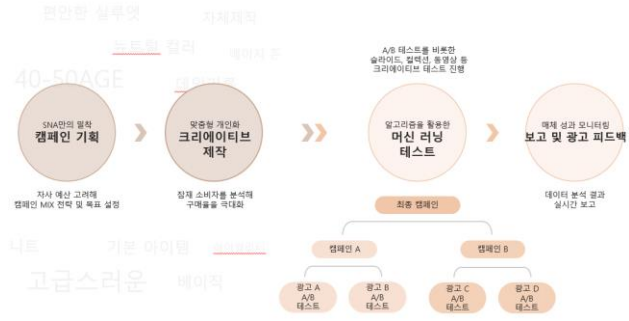 편안한 실루엣
자체제작
뉴트럴 컬러
베이지 톤
40-50AGE
A/B 테스트를 비롯한
슬라이드, 컬렉션, 동영상 등
크리에이티브 테스트 진행
SNA만의 밀착
캠페인 기획
맞춤형 개인화
크리에이티브
제작
알고리즘을 활용한
머신 러닝
테스트
매체 성과 모니터링
보고 및 광고 피드백
자사 예산 고려해
캠페인 MIX 전략 및 목표 설정
잠재 소비자를 분석해
구매율을 극대화
데이터 분석 결과
실시간 보고
최종 캠페인
니트
기본 아이템
캠페인 A
캠페인 B
고급스러운
베이직
광고 A
A/B
테스트
광고 B
A/B
테스트
광고 C
A/B
테스트
광고 D
A/B
테스트